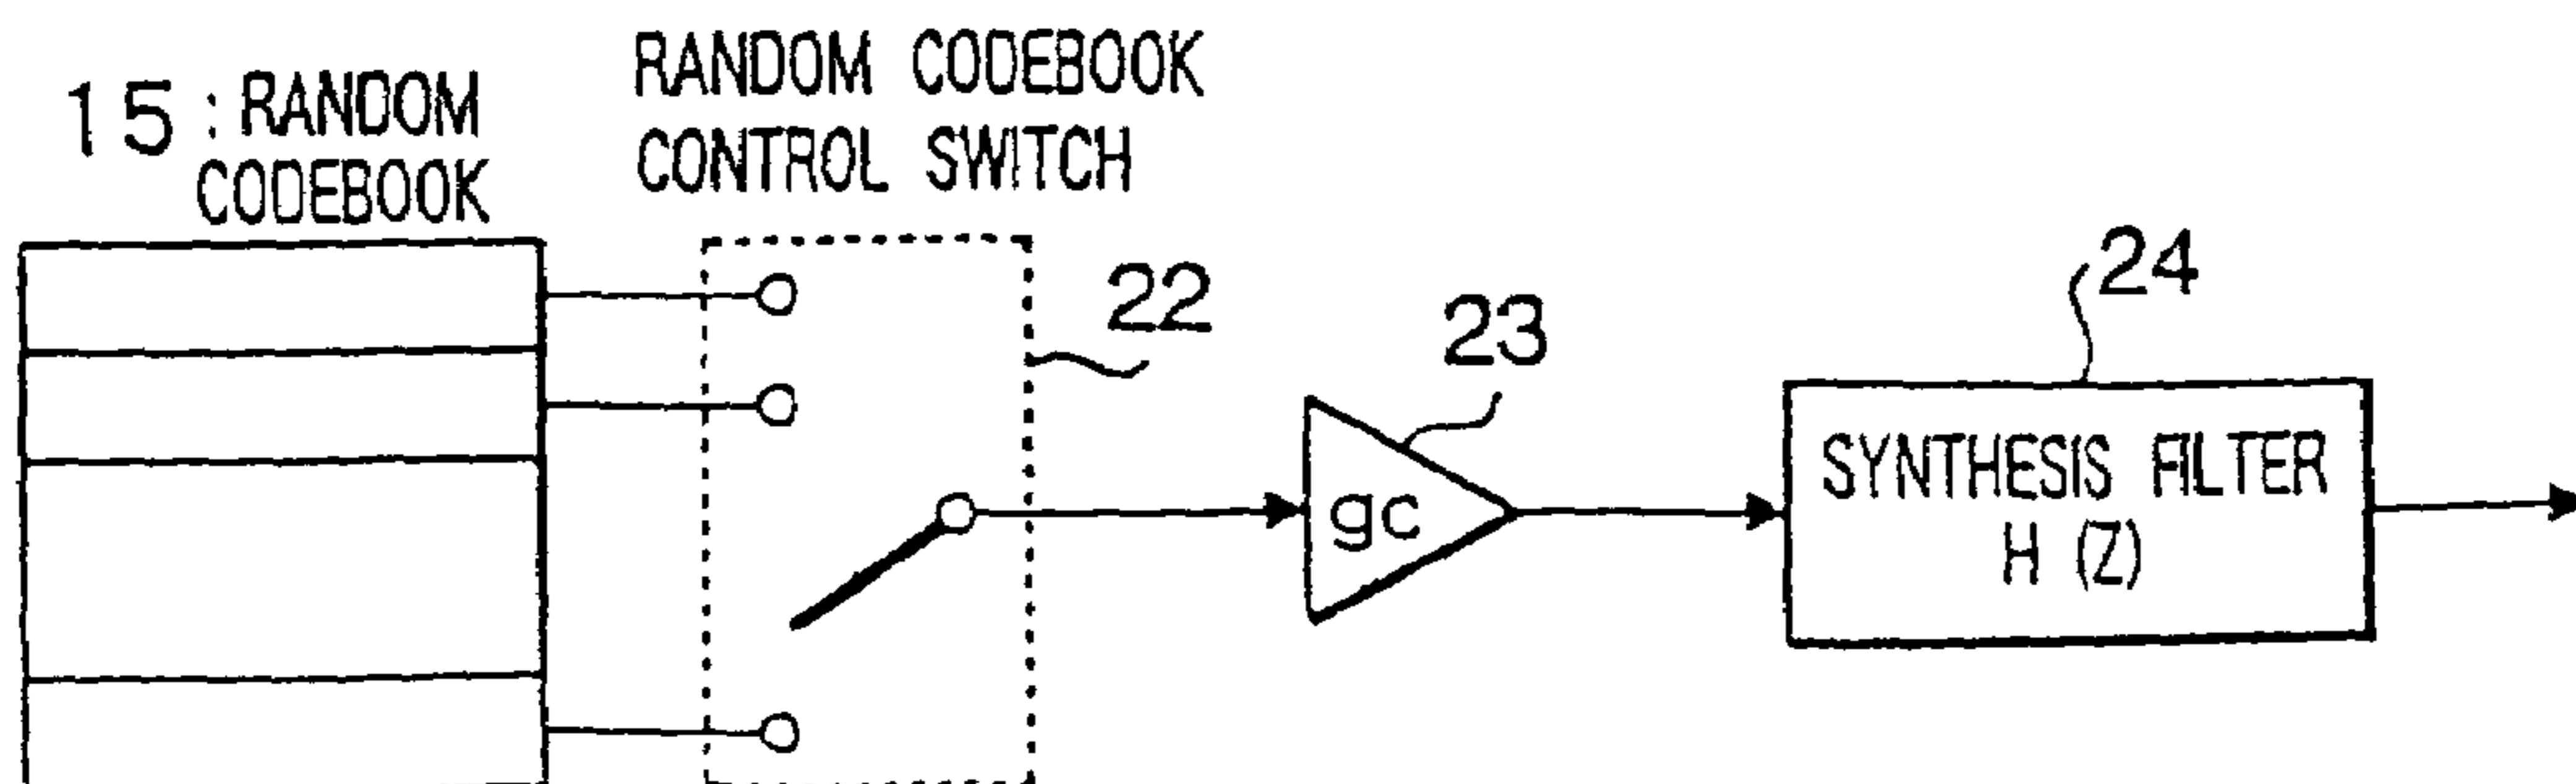 15 : RANDOM
CODEBOOK
RANDOM CODEBOOK
CONTROL SWITCH
22
23
24
gc
SYNTHESIS FILTER
H (Z)